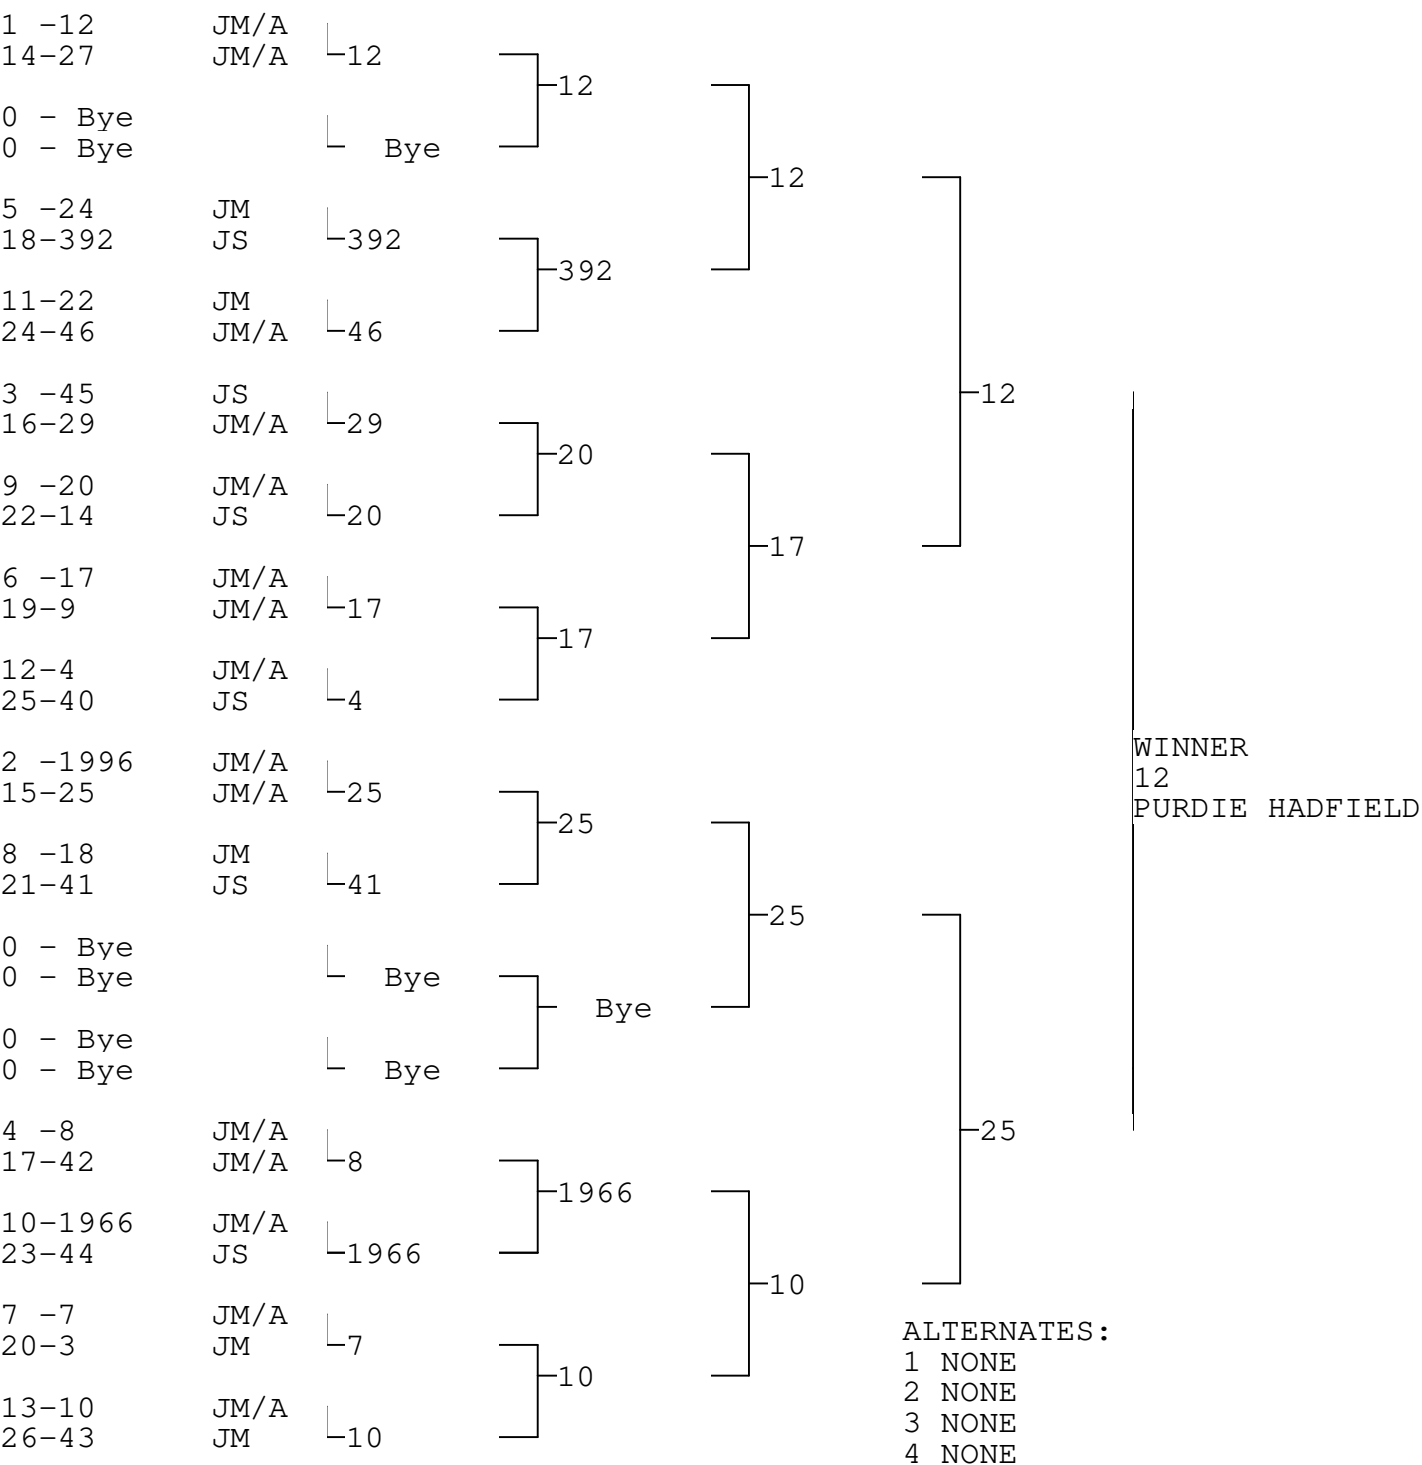 1 -12 JM/A
14-27 JM/A 12
12
0 - Bye
0 - Bye Bye
12
5 -24 JM
18-392 JS 392
392
11-22 JM
24-46 JM/A 46
12
3 -45 JS
16-29 JM/A 29
20
9 -20 JM/A
22-14 JS 20
17
6 -17 JM/A
19-9 JM/A 17
17
12-4 JM/A
25-40 JS 4
WINNER
12
PURDIE HADFIELD
2 -1996 JM/A
15-25 JM/A 25
25
8 -18 JM
21-41 JS 41
25
0 - Bye
0 - Bye Bye
Bye
0 - Bye
0 - Bye Bye
25
4 -8 JM/A
17-42 JM/A 8
1966
10-1966 JM/A
23-44 JS 1966
10
7 -7 JM/A
20-3 JM 7
10
13-10 JM/A
26-43 JM 10
ALTERNATES:
1 NONE
2 NONE
3 NONE
4 NONE